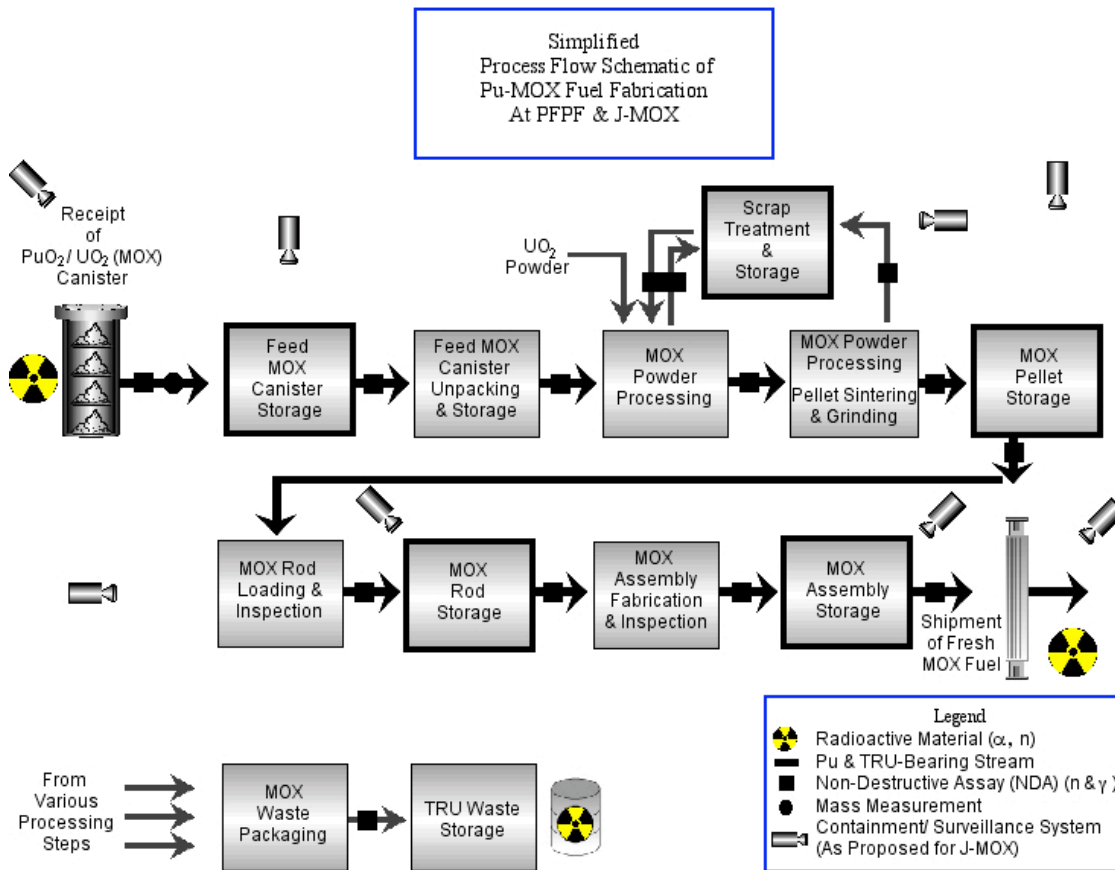 Simplified
Process Flow Schematic of
Pu-MOX Fuel Fabrication
At PFPF & J-MOX
Receipt
of
PuO2/ UO2 (MOX)
Canister
UO2
Powder
Scrap
Treatment
&
Storage
Feed
MOX
Canister
Storage
Feed MOX
Canister
Unpacking
& Storage
MOX
Powder
Processing
MOX Powder
Processing
Pellet Sintering
& Grinding
MOX
Pellet
Storage
MOX Rod
Loading &
Inspection
MOX
Rod
Storage
MOX
Assembly
Fabrication
& Inspection
MOX
Assembly
Storage
Shipment
of Fresh
MOX Fuel
From
Various
Processing
Steps
MOX
Waste
Packaging
TRU Waste
Storage
Legend
Radioactive Material (α, n)
Pu & TRU-Bearing Stream
Non-Destructive Assay (NDA) (n & γ)
Mass Measurement
Containment/ Surveillance System
(As Proposed for J-MOX)